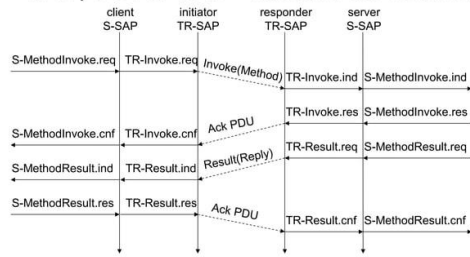 client initiator responder server
S-SAP TR-SAP TR-SAP S-SAP
S-MethodInvoke.req TR-Invoke.req Invoke(Method) TR-Invoke.ind S-MethodInvoke.ind
S-MethodInvoke.cnf TR-Invoke.cnf Ack PDU TR-Invoke.res S-MethodInvoke.res
S-MethodResult.ind TR-Result.ind Result(Reply) TR-Result.req S-MethodResult.req
S-MethodResult.res TR-Result.res Ack PDU TR-Result.cnf S-MethodResult.cnf